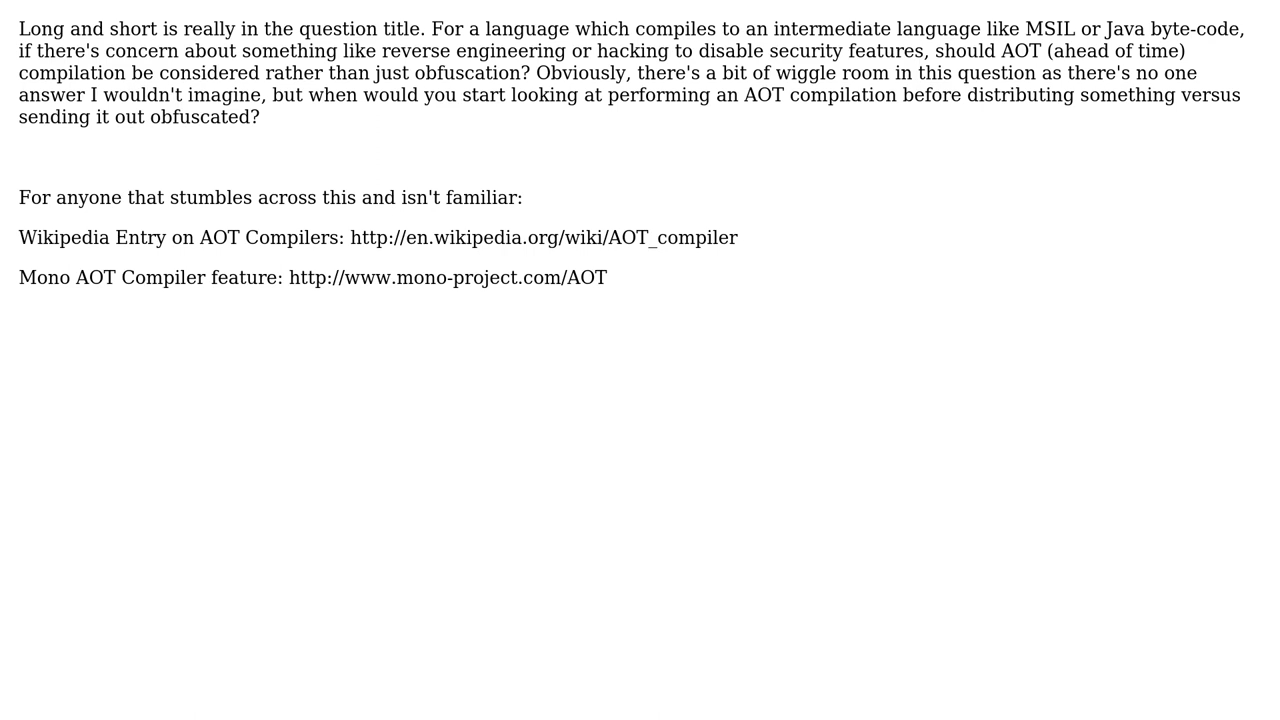 Long and short is really in the question title. For a language which compiles to an intermediate language like MSIL or Java byte-code,
if there's concern about something like reverse engineering or hacking to disable security features, should AOT (ahead of time)
compilation be considered rather than just obfuscation? Obviously, there's a bit of wiggle room in this question as there's no one
answer I wouldn't imagine, but when would you start looking at performing an AOT compilation before distributing something versus
sending it out obfuscated?
For anyone that stumbles across this and isn't familiar:
Wikipedia Entry on AOT Compilers: http://en.wikipedia.org/wiki/AOT_compiler
Mono AOT Compiler feature: http://www.mono-project.com/AOT